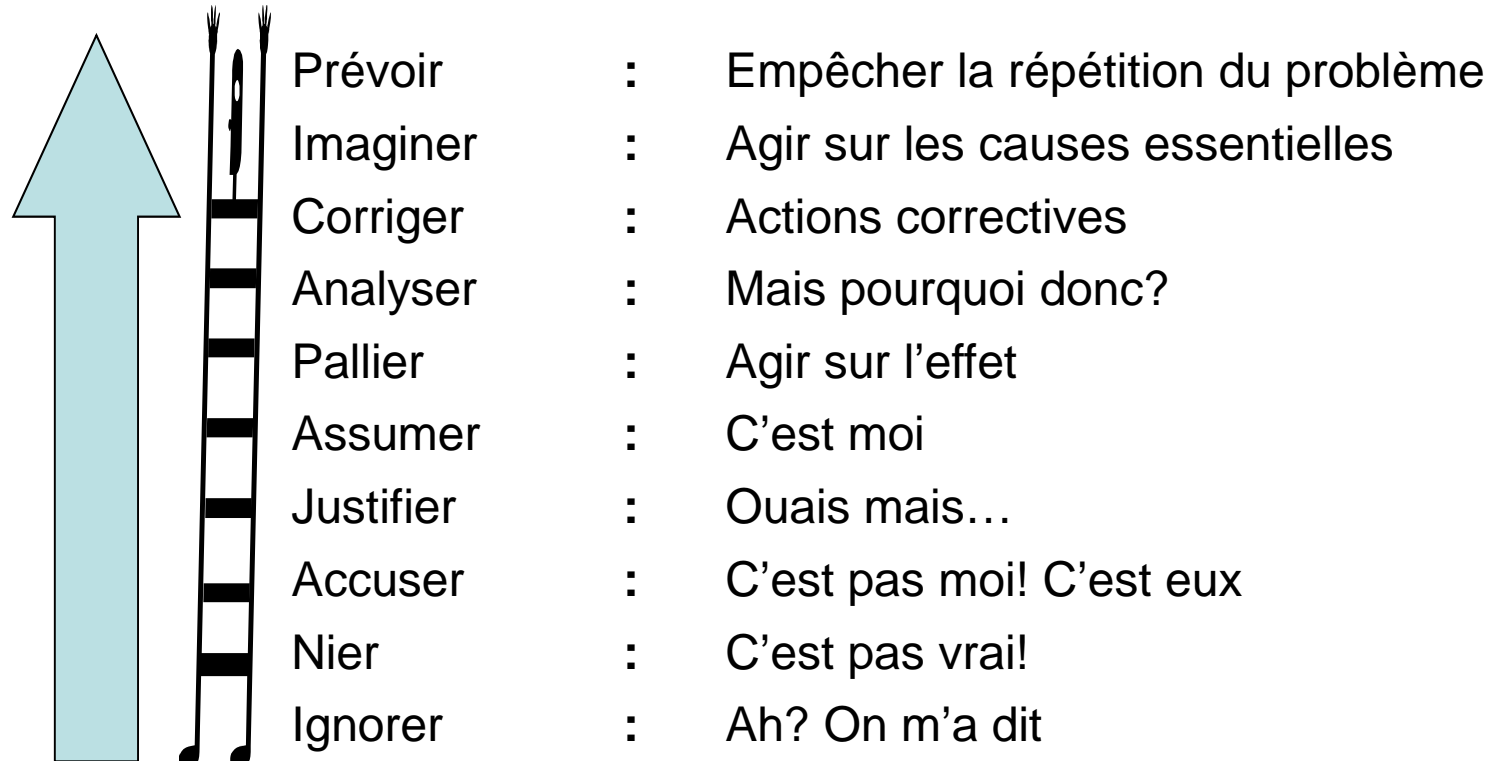 Prévoir : Empêcher la répétition du problème
Imaginer : Agir sur les causes essentielles
Corriger : Actions correctives
Analyser : Mais pourquoi donc?
Pallier : Agir sur l’effet
Assumer : C’est moi
Justifier : Ouais mais…
Accuser : C’est pas moi! C’est eux
Nier : C’est pas vrai!
Ignorer : Ah? On m’a dit